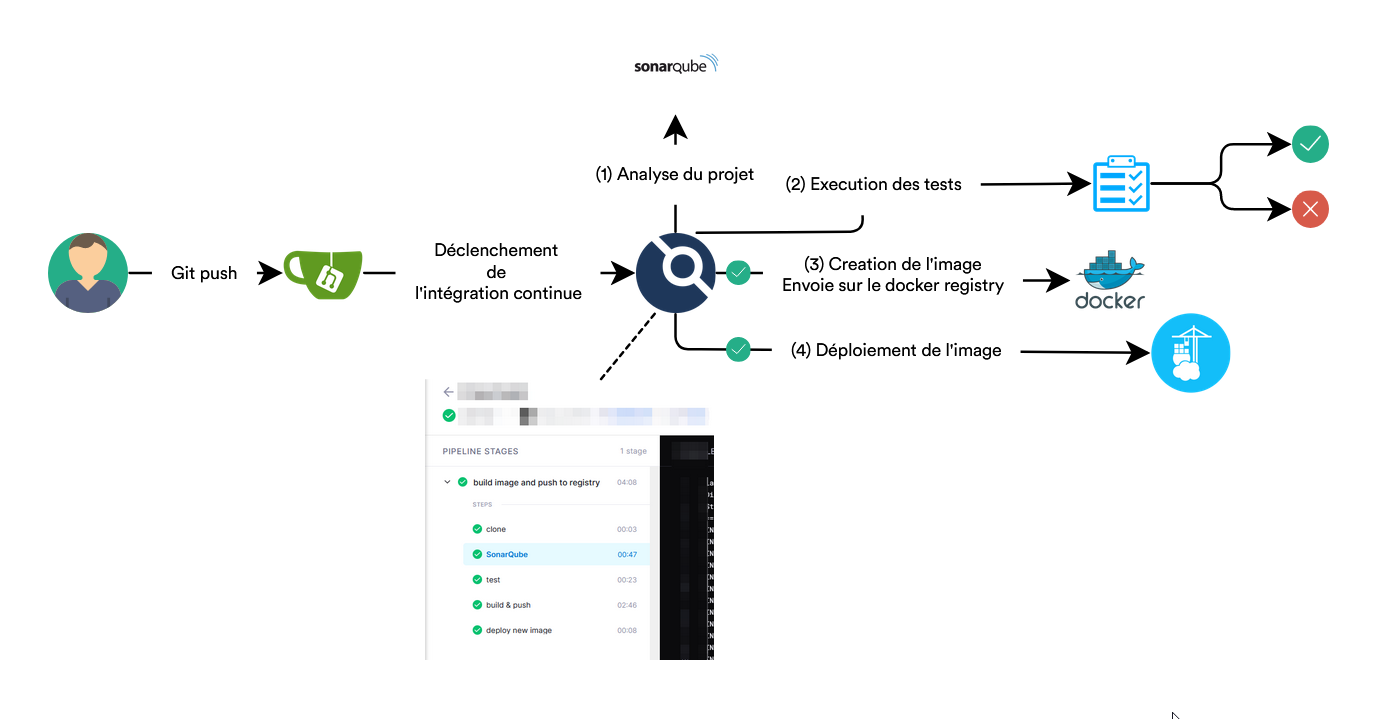 sonarqube
(1) Analyse du projet
(2) Execution des tests
Git push
Déclenchement
de
l'intégration continue
(3) Creation de l'image
Envoie sur le docker registry
docker
(4) Déploiement de l'image
PIPELINE STAGES 1 stage
build image and push to registry 04:08
STEPS
clone 00:03
SonarQube 00:47
test 00:23
build & push 02:46
deploy new image 00:08